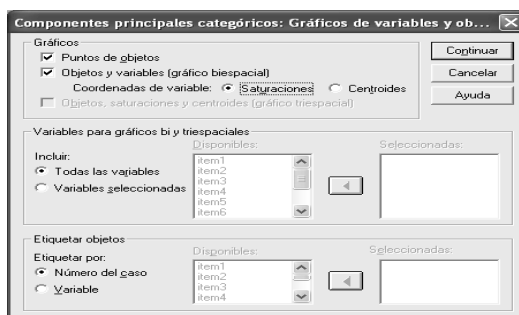 Componentes principales categóricos: Gráficos de variables y ob...
Gráficos
Puntos de objetos
Objetos y variables (gráfico biespacial)
Coordenadas de variable: Saturaciones Centroides
Objetos, saturaciones y centroides (gráfico triespacial)
Continuar
Cancelar
Ayuda
Variables para gráficos bi y triespaciales
Incluir:
Todas las variables
Variables seleccionadas
Disponibles:
item1
item2
item3
item4
item5
item6
Seleccionadas:
Etiquetar objetos
Etiquetar por:
Número del caso
Variable
Disponibles:
item1
item2
item3
item4
Seleccionadas: